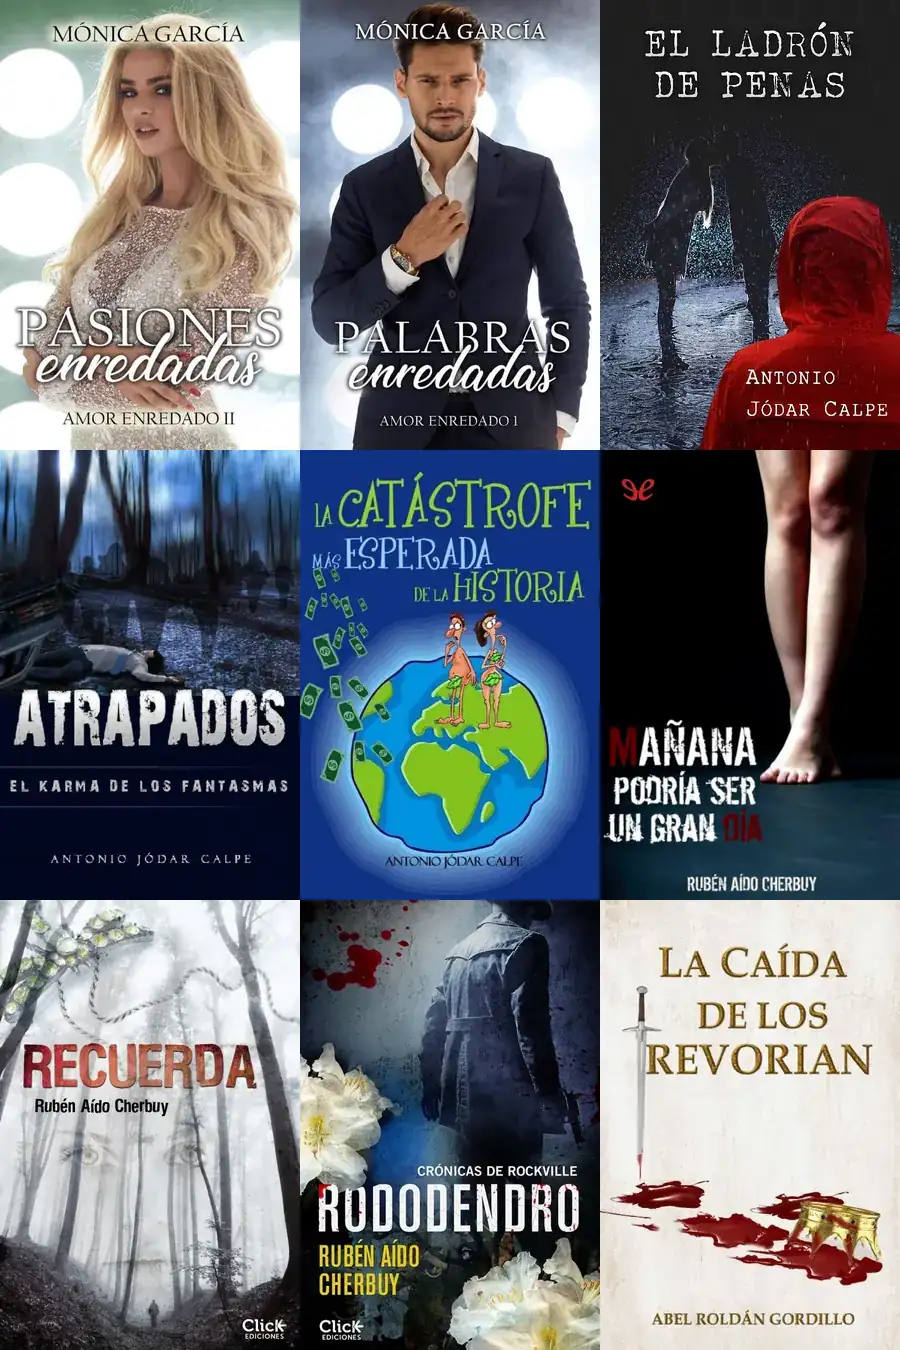 MÓNICA GARCÍA
PASIONES
enredadas
AMOR ENREDADO II
MÓNICA GARCÍA
PALABRAS
enredadas
AMOR ENREDADO I
EL LADRÓN
DE PENAS
ANTONIO
JÓDAR CALPE
ATRAPADOS
EL KARMA DE LOS FANTASMAS
ANTONIO JÓDAR CALPE
LA CATÁSTROFE
MÁS ESPERADA
DE LA HISTORIA
ANTONIO JÓDAR CALPE
MAÑANA
PODRÍA SER
UN GRAN DÍA
RUBÉN AÍDO CHERBUY
RECUERDA
Rubén Aído Cherbuy
Click
EDICIONES
CRÓNICAS DE ROCKVILLE
RODODENDRO
RUBÉN AÍDO
CHERBUY
Click
EDICIONES
LA CAÍDA
DE LOS
REVORIAN
ABEL ROLDÁN GORDILLO